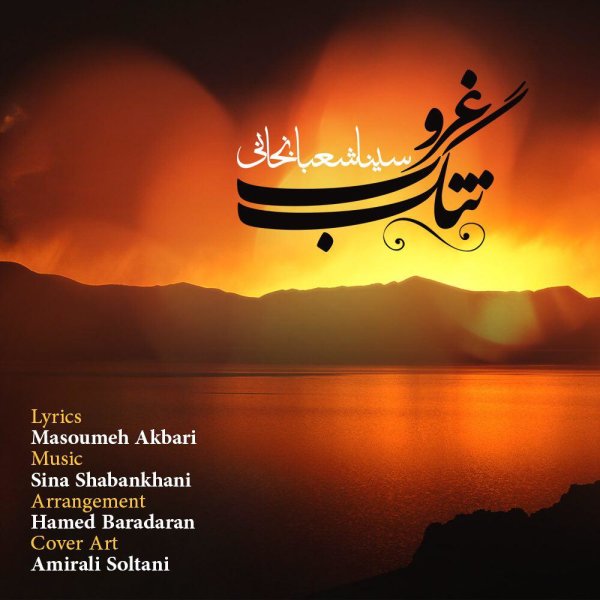 تنگ غروب
سینا شعبانخانی
Lyrics
Masoumeh Akbari
Music
Sina Shabankhani
Arrangement
Hamed Baradaran
Cover Art
Amirali Soltani